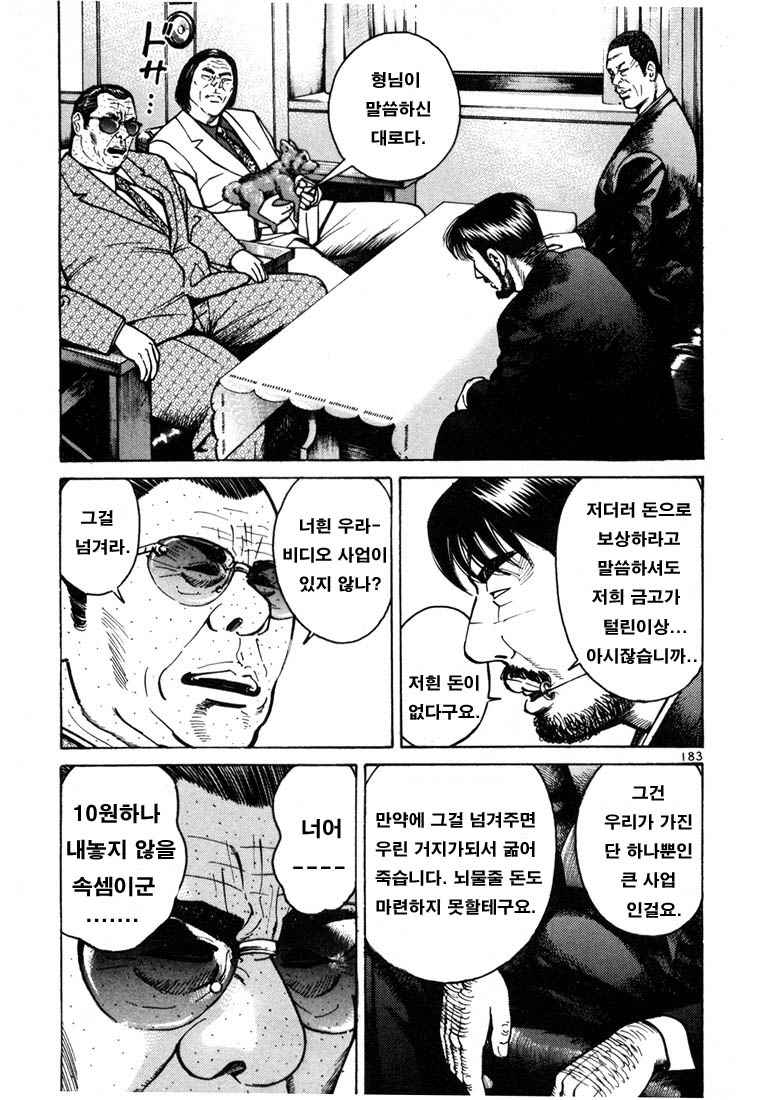 ドサ…
형님이
말씀하신
대로다.
저더러 돈으로
보상하라고
말씀하셔도
저희 금고가
털린이상...
아시잖습니까..
저흰 돈이
없다구요.
너흰 우라-
비디오 사업이
있지 않나?
그걸
넘겨라.
183
그건
우리가 가진
단 하나뿐인
큰 사업
인걸요.
만약에 그걸 넘겨주면
우린 거지가되서 굶어
죽습니다. 뇌물줄 돈도
마련하지 못할테구요.
너어
----
10원하나
내놓지 않을
속셈이군
.......